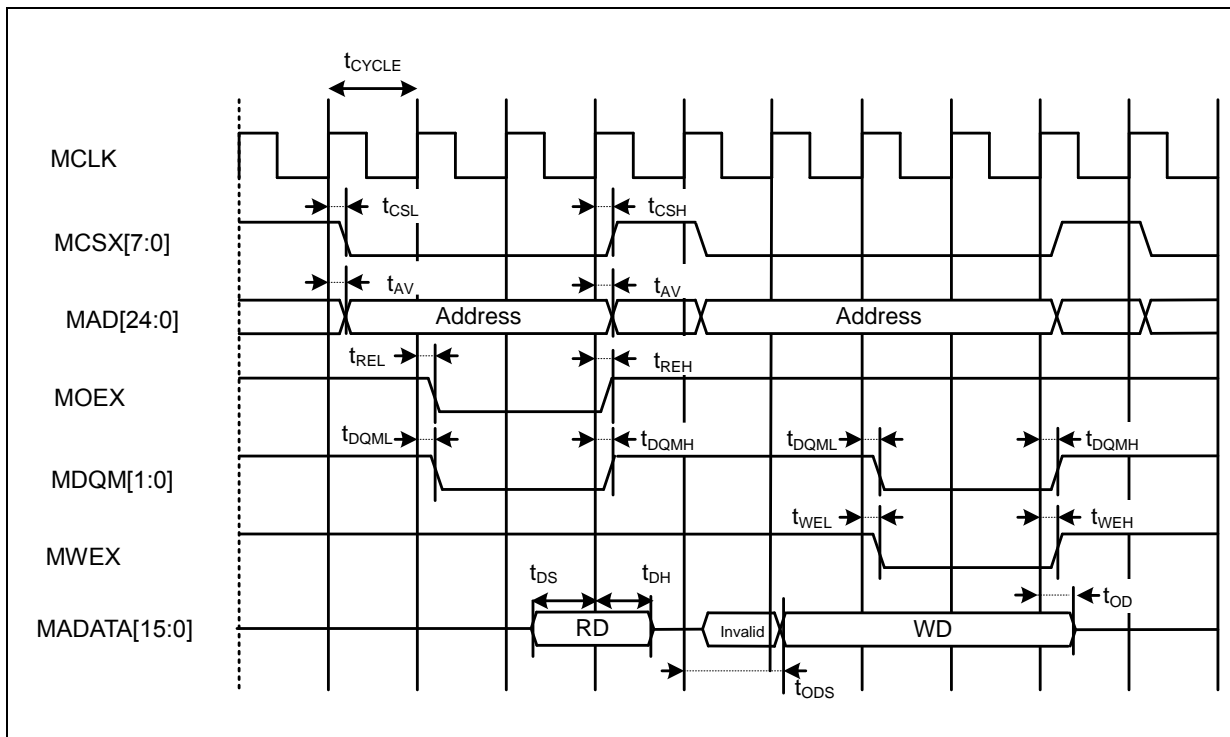 tCYCLE
MCLK
tCSL tCSH
MCSX[7:0]
tAV tAV
MAD[24:0] Address Address
tREL tREH
MOEX
tDQML tDQMH tDQML tDQMH
MDQM[1:0]
tWEL tWEH
MWEX
tDS tDH tOD
MADATA[15:0] RD Invalid WD
tODS